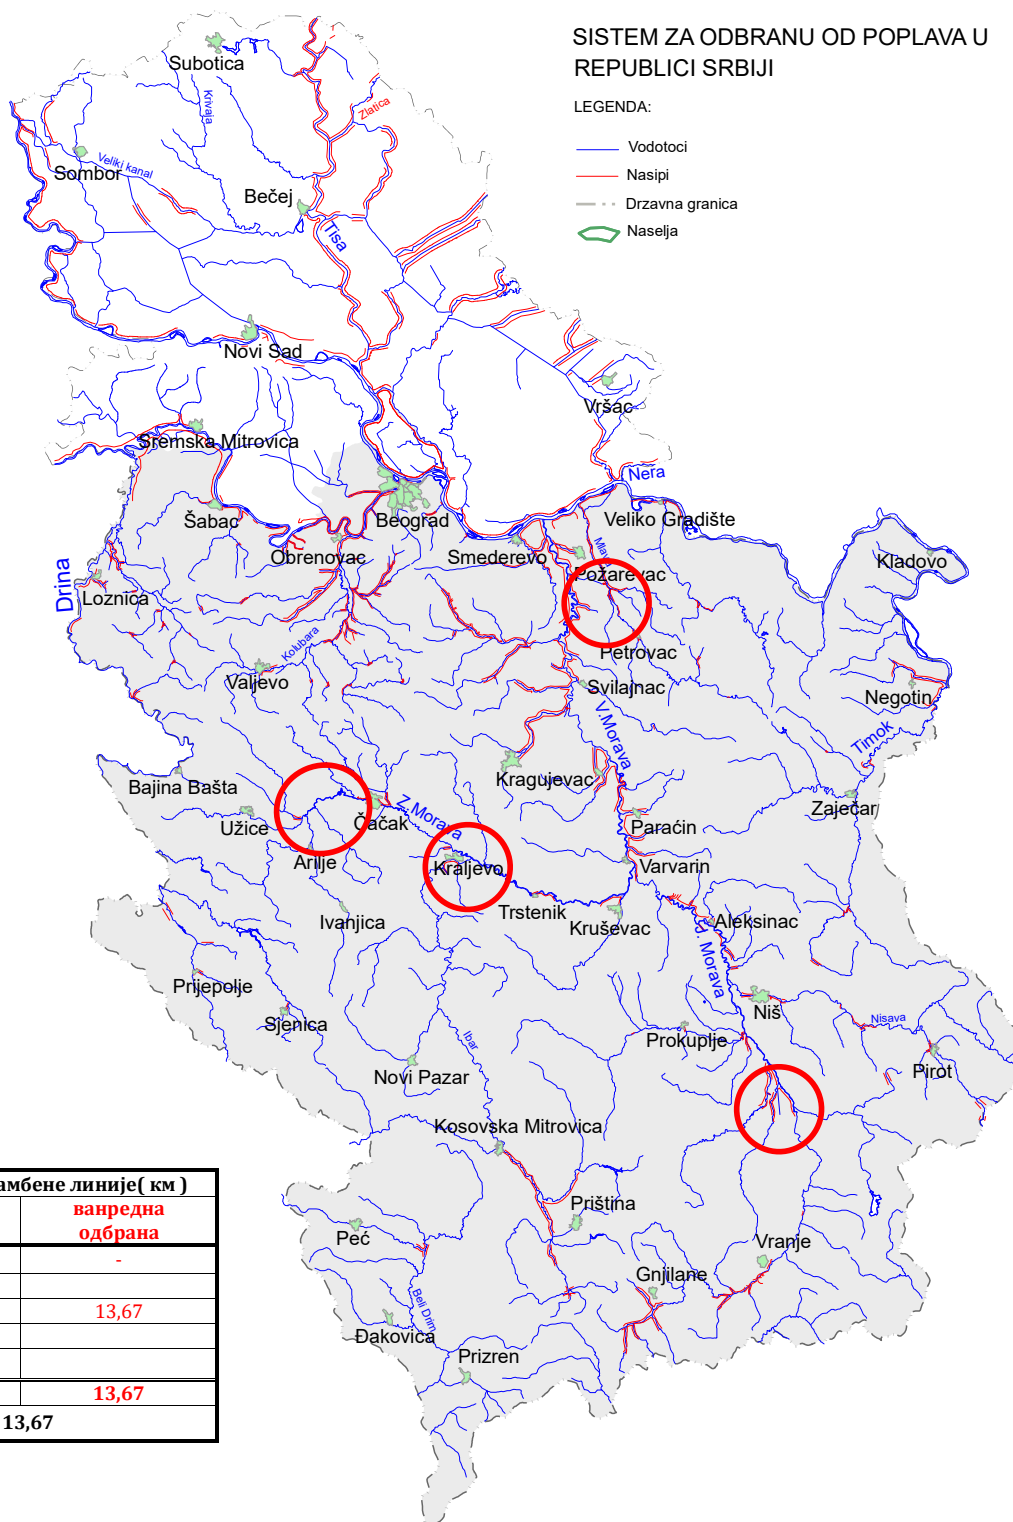 SISTEM ZA ODBRANU OD POPLAVA U
REPUBLICI SRBIJI
LEGENDA:
Vodotoci
Nasipi
Drzavna granica
Naselja
Subotica
Krivaja
Zlatica
Sombor
Veliki kanal
Bečej
Tisa
Novi Sad
Vršac
Sremska Mitrovica
Nera
Šabac
Beograd
Veliko Gradište
Obrenovac
Smederevo
Mlava
Kladovo
Drina
Požarevac
Loznica
Kolubara
Petrovac
Valjevo
Svilajnac
Negotin
V.Morava
Timok
Kragujevac
Bajina Bašta
Zaječar
Užice
Čačak
Z.Morava
Paraćin
Arilje
Kraljevo
Varvarin
Trstenik
Ivanjica
Kruševac
Aleksinac
J. Morava
Prijepolje
Niš
Sjenica
Nisava
Ibar
Prokuplje
Pirot
Novi Pazar
Kosovska Mitrovica
Priština
Peć
Vranje
Gnjilane
Beli Drim
Đakovica
Prizren
амбене линије( км )
ванредна
одбрана
-
13,67
13,67
13,67